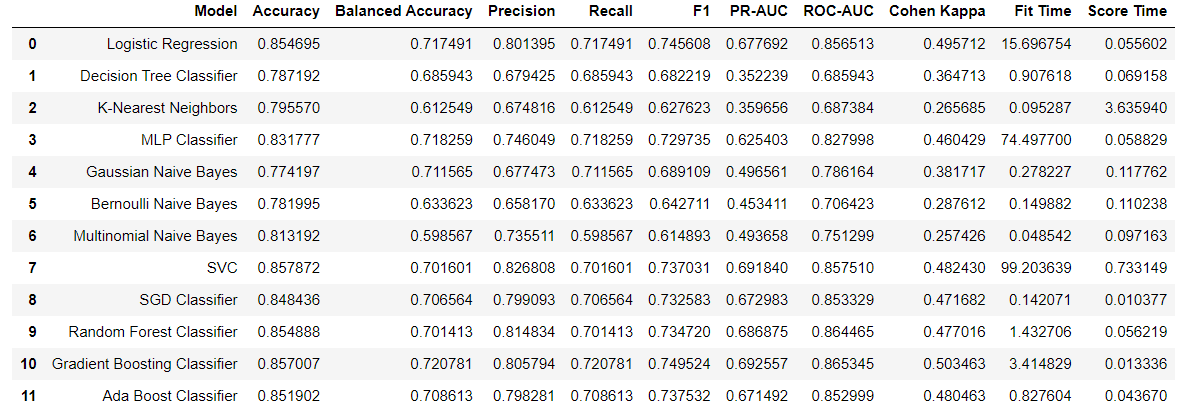 Model Accuracy Balanced Accuracy Precision Recall F1 PR-AUC ROC-AUC Cohen Kappa Fit Time Score Time
0 Logistic Regression 0.854695 0.717491 0.801395 0.717491 0.745608 0.677692 0.856513 0.495712 15.696754 0.055602
1 Decision Tree Classifier 0.787192 0.685943 0.679425 0.685943 0.682219 0.352239 0.685943 0.364713 0.907618 0.069158
2 K-Nearest Neighbors 0.795570 0.612549 0.674816 0.612549 0.627623 0.359656 0.687384 0.265685 0.095287 3.635940
3 MLP Classifier 0.831777 0.718259 0.746049 0.718259 0.729735 0.625403 0.827998 0.460429 74.497700 0.058829
4 Gaussian Naive Bayes 0.774197 0.711565 0.677473 0.711565 0.689109 0.496561 0.786164 0.381717 0.278227 0.117762
5 Bernoulli Naive Bayes 0.781995 0.633623 0.658170 0.633623 0.642711 0.453411 0.706423 0.287612 0.149882 0.110238
6 Multinomial Naive Bayes 0.813192 0.598567 0.735511 0.598567 0.614893 0.493658 0.751299 0.257426 0.048542 0.097163
7 SVC 0.857872 0.701601 0.826808 0.701601 0.737031 0.691840 0.857510 0.482430 99.203639 0.733149
8 SGD Classifier 0.848436 0.706564 0.799093 0.706564 0.732583 0.672983 0.853329 0.471682 0.142071 0.010377
9 Random Forest Classifier 0.854888 0.701413 0.814834 0.701413 0.734720 0.686875 0.864465 0.477016 1.432706 0.056219
10 Gradient Boosting Classifier 0.857007 0.720781 0.805794 0.720781 0.749524 0.692557 0.865345 0.503463 3.414829 0.013336
11 Ada Boost Classifier 0.851902 0.708613 0.798281 0.708613 0.737532 0.671492 0.852999 0.480463 0.827604 0.043670